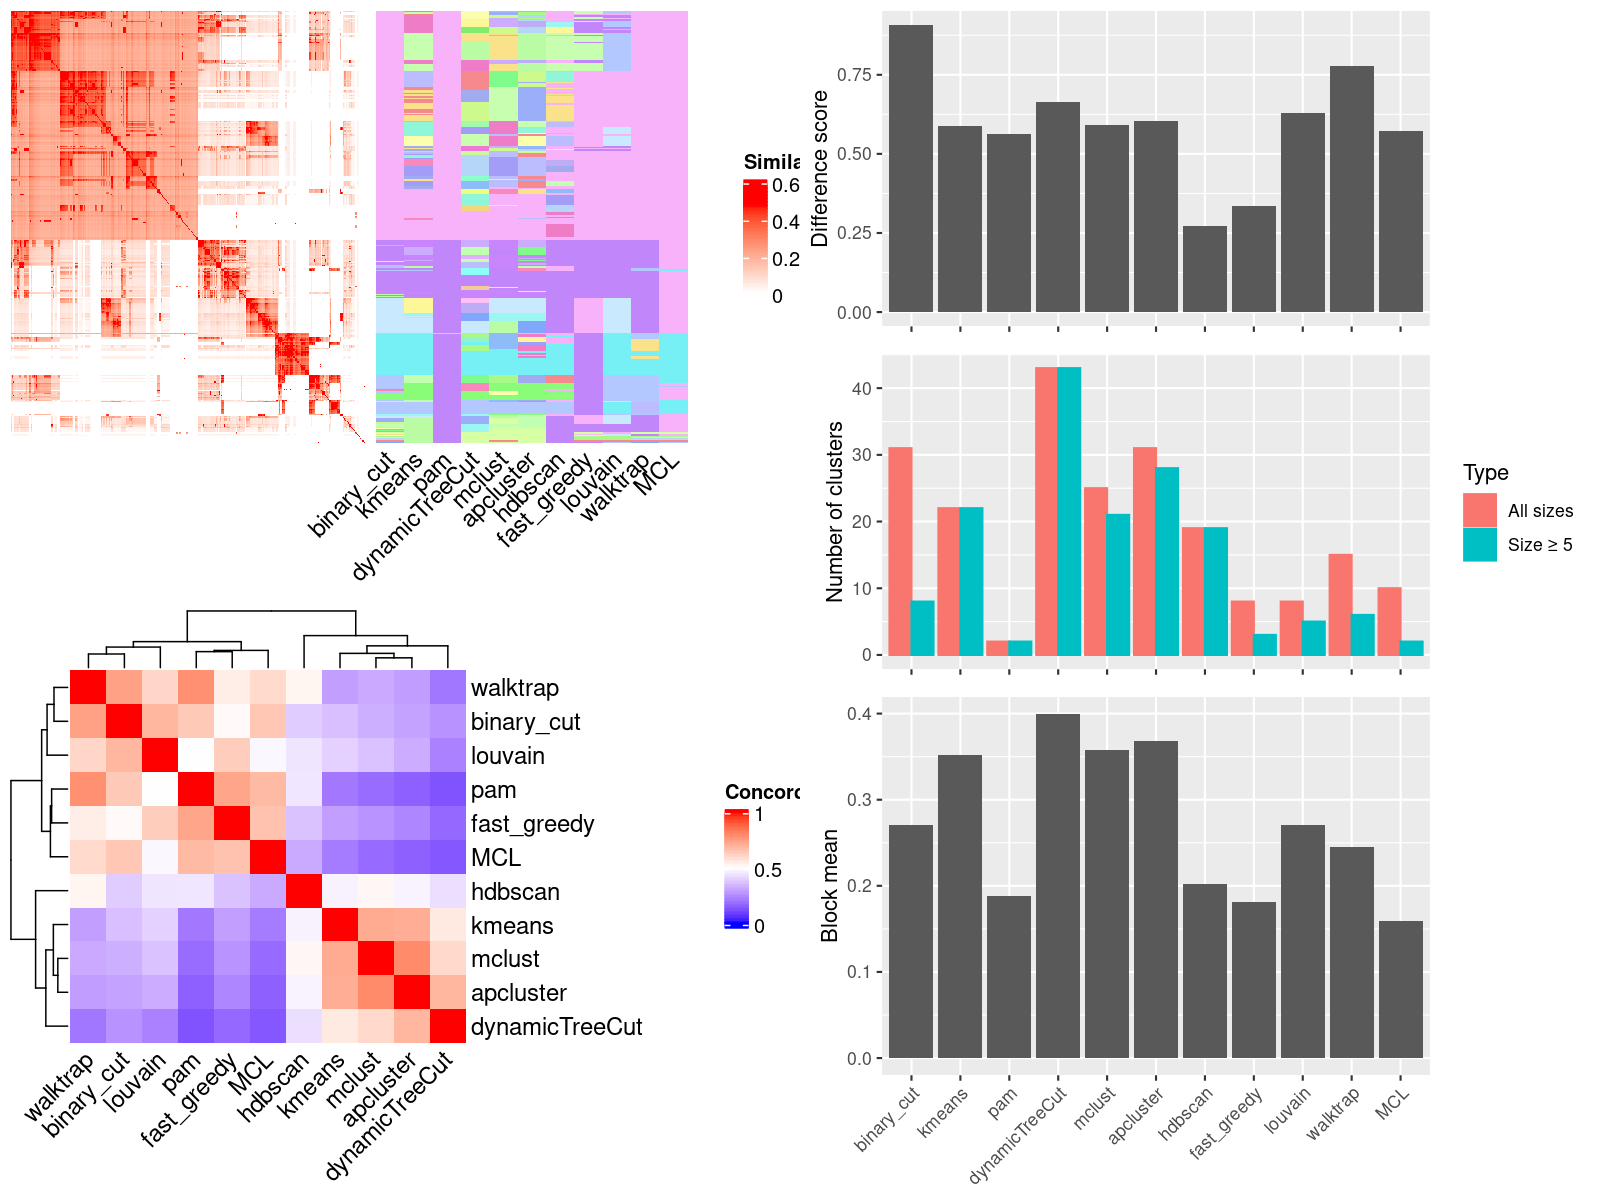 Simila
0.6
0.4
0.2
0
binary_cut
kmeans
pam
dynamicTreeCut
mclust
apcluster
hdbscan
fast_greedy
louvain
walktrap
MCL
Difference score
0.75
0.50
0.25
0.00
Number of clusters
40
30
20
10
0
Type
All sizes
Size ≥ 5
walktrap
binary_cut
louvain
pam
fast_greedy
MCL
hdbscan
kmeans
mclust
apcluster
dynamicTreeCut
walktrap
binary_cut
louvain
pam
fast_greedy
MCL
hdbscan
kmeans
mclust
apcluster
dynamicTreeCut
Concord
1
0.5
0
Block mean
0.4
0.3
0.2
0.1
0.0
binary_cut
kmeans
pam
dynamicTreeCut
mclust
apcluster
hdbscan
fast_greedy
louvain
walktrap
MCL